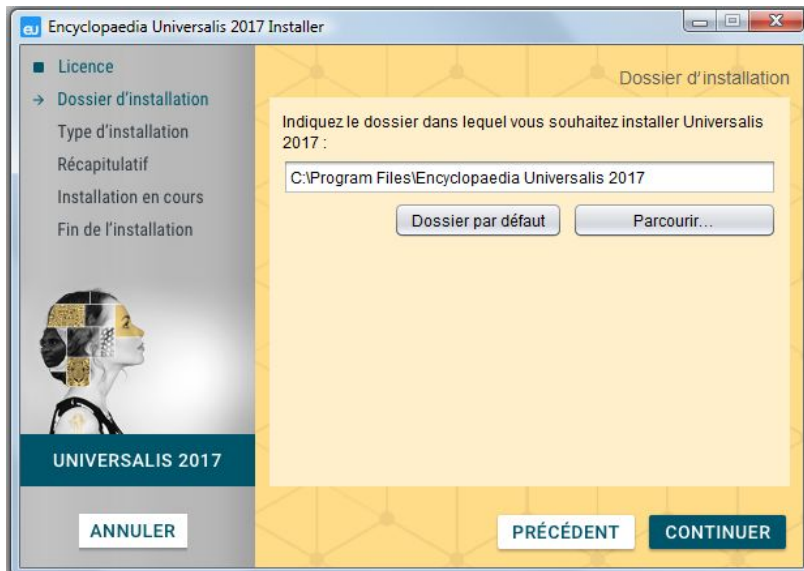 eu Encyclopaedia Universalis 2017 Installer
Licence
Dossier d'installation
Type d'installation
Récapitulatif
Installation en cours
Fin de l'installation
UNIVERSALIS 2017
ANNULER
Dossier d'installation
Indiquez le dossier dans lequel vous souhaitez installer Universalis
2017 :
C:\Program Files\Encyclopaedia Universalis 2017
Dossier par défaut Parcourir...
PRÉCÉDENT CONTINUER